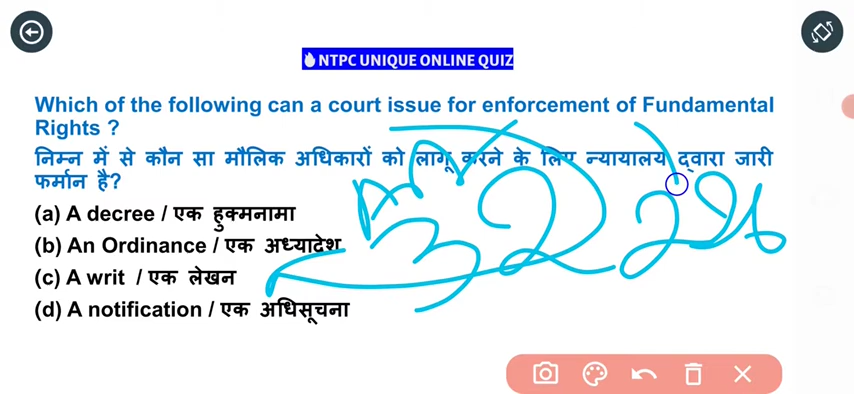 NTPC UNIQUE ONLINE QUIZ
Which of the following can a court issue for enforcement of Fundamental
Rights ?
निम्न में से कौन सा मौलिक अधिकारों को लागू करने के लिए न्यायालय द्वारा जारी
फर्मान है?
(a) A decree / एक हुक्मनामा
(b) An Ordinance / एक अध्यादेश
(c) A writ / एक लेखन
(d) A notification / एक अधिसूचना
32